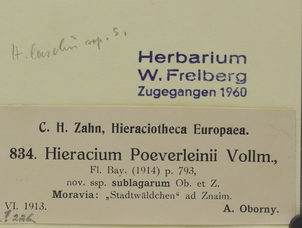 ssp. s.
Herbarium
W. Freiberg
Zugegangen 1960
C. H. Zahn, Hieraciotheca Europaea.
834. Hieracium Poeverleinii Vollm.,
Fl. Bay. (1914) p. 793,
nov. ssp. sublagarum Ob. et Z.
Moravia: „Stadtwäldchen" ad Znaim.
VI. 1913.
A. Oborny.